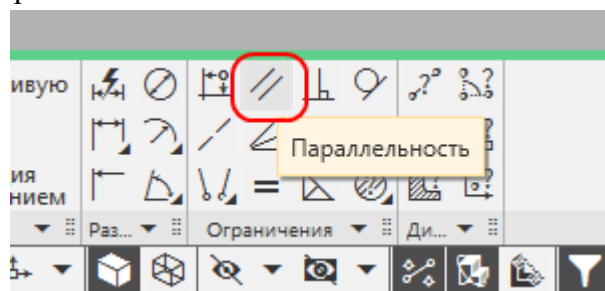 ивую
Параллельность
ия
нием
Раз...
Ограничения
Ди...